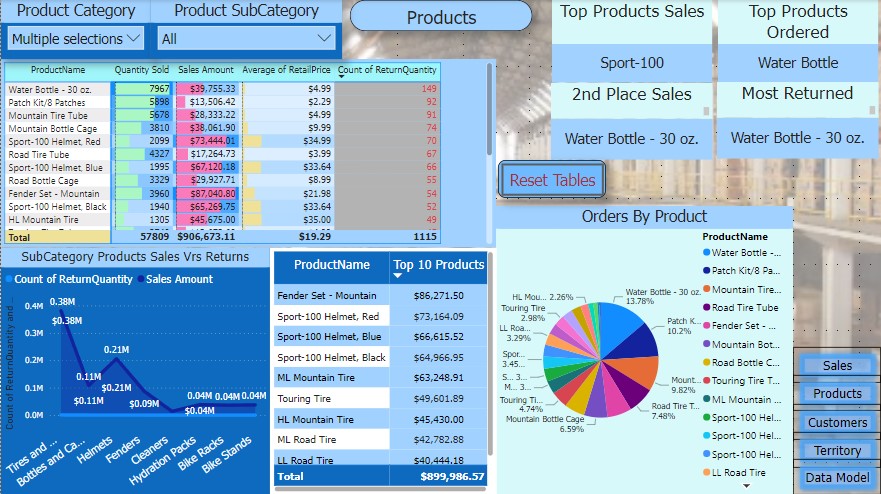 Product Category
Product SubCategory
Multiple selections
All
Products
Top Products Sales
Sport-100
Top Products Ordered
Water Bottle
2nd Place Sales
Water Bottle - 30 oz.
Most Returned
Water Bottle - 30 oz.
Reset Tables
ProductName Quantity Sold Sales Amount Average of RetailPrice Count of ReturnQuantity
Water Bottle - 30 oz. 7967 $39,755.33 $4.99 149
Patch Kit/8 Patches 5898 $13,506.42 $2.29 92
Mountain Tire Tube 5678 $28,333.22 $4.99 91
Mountain Bottle Cage 3810 $38,061.90 $9.99 74
Sport-100 Helmet, Red 2099 $73,444.01 $34.99 70
Road Tire Tube 4327 $17,264.73 $3.99 67
Sport-100 Helmet, Blue 1995 $67,120.18 $33.64 66
Road Bottle Cage 3329 $29,927.71 $8.99 55
Fender Set - Mountain 3960 $87,040.80 $21.98 54
Sport-100 Helmet, Black 1940 $65,269.75 $33.64 52
HL Mountain Tire 1305 $45,675.00 $35.00 49
Total 57809 $906,673.11 $19.29 1115
SubCategory Products Sales Vrs Returns
Count of ReturnQuantity Sales Amount
Count of ReturnQuantity and ...
0.4M
0.3M
0.2M
0.1M
0.0M
0.38M
$0.38M
0.11M
$0.11M
0.21M
$0.21M
$0.09M
0.04M
$0.04M
0.04M
0.04M
Tires and ...
Bottles and Ca...
Helmets
Fenders
Cleaners
Hydration Packs
Bike Racks
Bike Stands
ProductName Top 10 Products
Fender Set - Mountain $86,271.50
Sport-100 Helmet, Red $73,164.09
Sport-100 Helmet, Blue $66,615.52
Sport-100 Helmet, Black $64,966.95
ML Mountain Tire $63,248.91
Touring Tire $49,601.89
HL Mountain Tire $45,430.00
ML Road Tire $42,782.88
LL Road Tire $40,444.18
Total $899,986.57
Orders By Product
Water Bottle - 30 oz.
13.78%
Patch K...
10.2%
Mount...
9.82%
Road Tire T...
7.48%
Mountain Bottle Cage
6.59%
Touring Ti...
4.74%
M... 3...
S... 3...
Spor...
3.45...
LL Roa...
3.29%
Touring Tire
2.98%
HL Mou... 2.26%
ProductName
Water Bottle -...
Patch Kit/8 Pa...
Mountain Tire...
Road Tire Tube
Fender Set - ...
Mountain Bot...
Road Bottle C...
Touring Tire T...
ML Mountain ...
Sport-100 Hel...
Sport-100 Hel...
Sport-100 Hel...
LL Road Tire
Sales
Products
Customers
Territory
Data Model